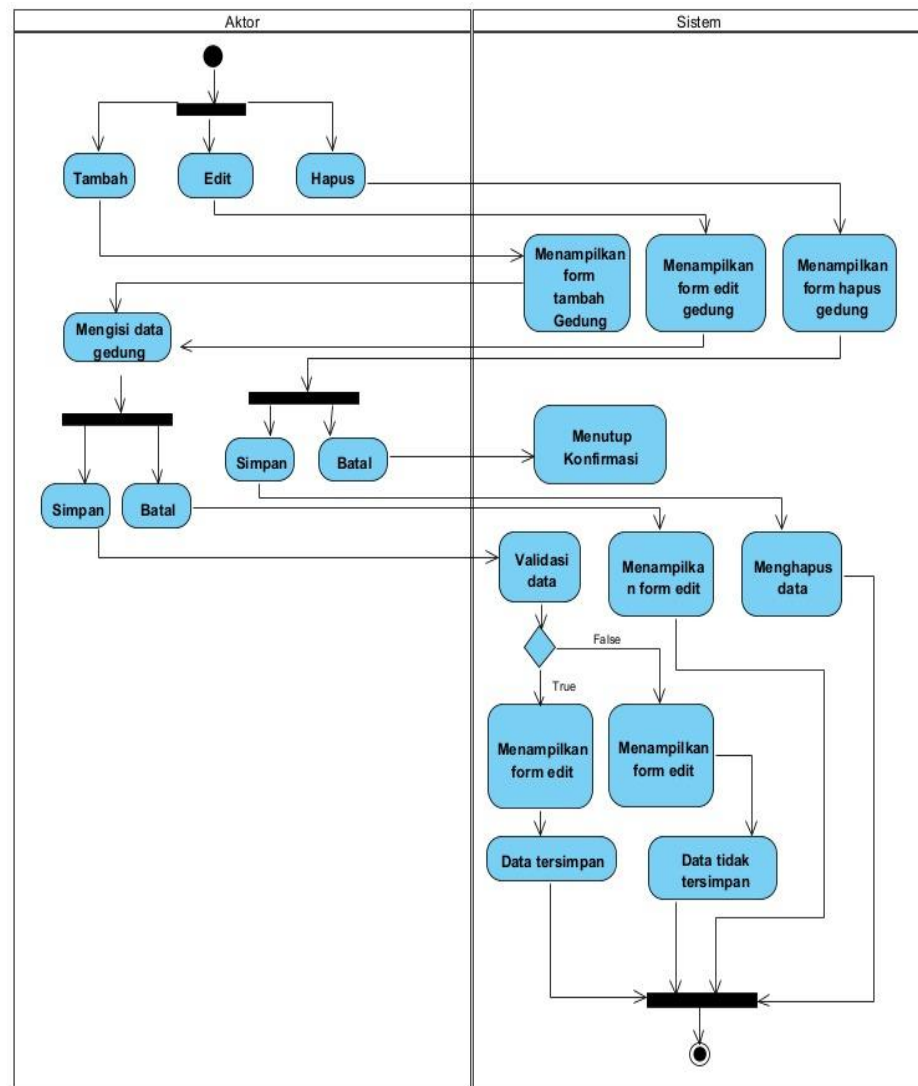 Aktor
Sistem
Tambah
Edit
Hapus
Menampilkan
form
tambah
Gedung
Menampilkan
form edit
gedung
Menampilkan
form hapus
gedung
Mengisi data
gedung
Simpan
Batal
Menutup
Konfirmasi
Simpan
Batal
Validasi
data
Menampilka
n form edit
Menghapus
data
False
True
Menampilkan
form edit
Menampilkan
form edit
Data tersimpan
Data tidak
tersimpan